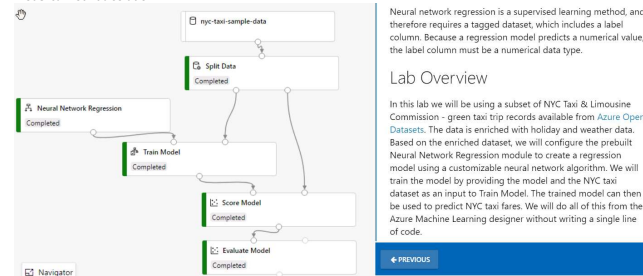 nyc-taxi-sample-data
Split Data
Completed
Neural Network Regression
Completed
Train Model
Completed
Score Model
Completed
Evaluate Model
Completed
Navigator
Neural network regression is a supervised learning method, and
therefore requires a tagged dataset, which includes a label
column. Because a regression model predicts a numerical value,
the label column must be a numerical data type.
Lab Overview
In this lab we will be using a subset of NYC Taxi & Limousine
Commission - green taxi trip records available from Azure Open
Datasets. The data is enriched with holiday and weather data.
Based on the enriched dataset, we will configure the prebuilt
Neural Network Regression module to create a regression
model using a customizable neural network algorithm. We will
train the model by providing the model and the NYC taxi
dataset as an input to Train Model. The trained model can then
be used to predict NYC taxi fares. We will do all of this from the
Azure Machine Learning designer without writing a single line
of code.
PREVIOUS